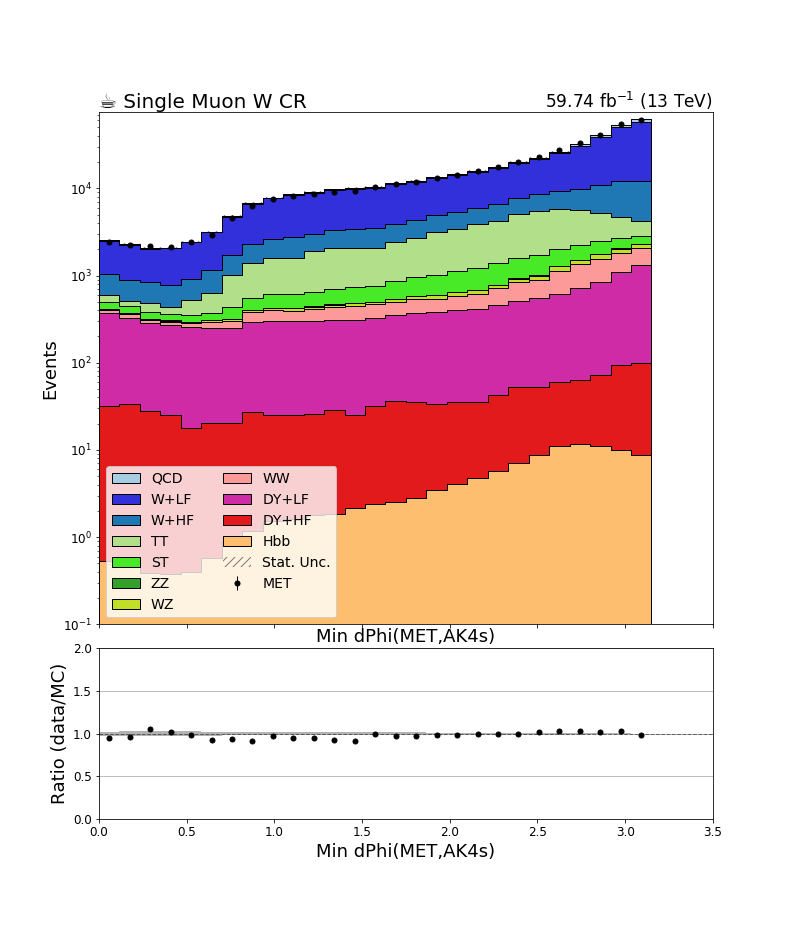 ☕ Single Muon W CR
59.74 fb⁻¹ (13 TeV)
Events
10⁴
10³
10²
10¹
10⁰
10⁻¹
QCD
W+LF
W+HF
TT
ST
ZZ
WZ
WW
DY+LF
DY+HF
Hbb
Stat. Unc.
MET
Min dPhi(MET,AK4s)
Ratio (data/MC)
2.0
1.5
1.0
0.5
0.0
0.0 0.5 1.0 1.5 2.0 2.5 3.0 3.5
Min dPhi(MET,AK4s)